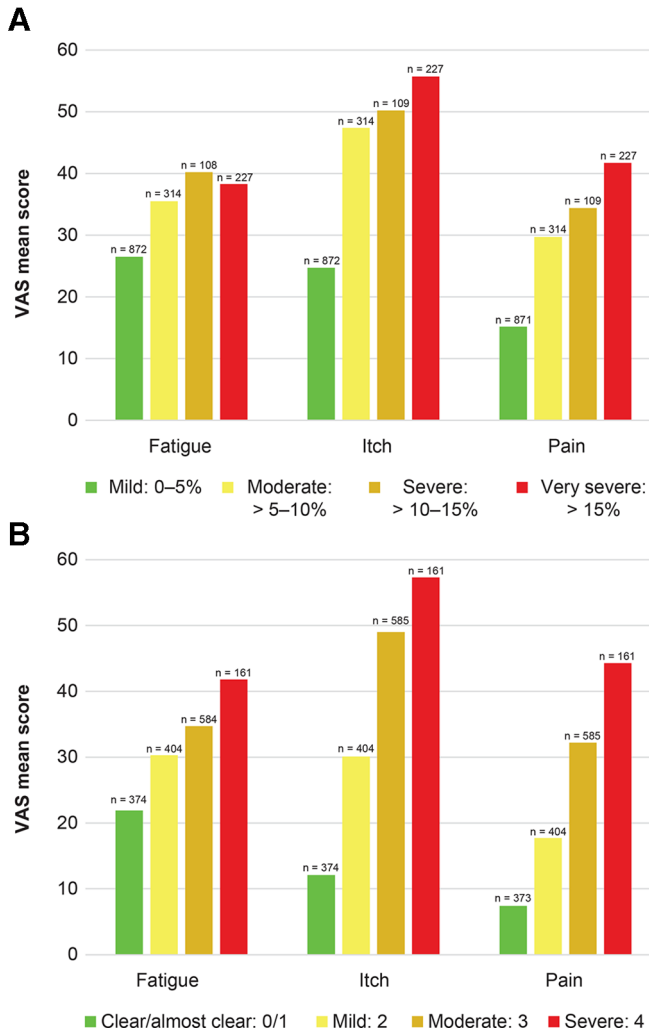 A
60
50
40
30
20
10
0
VAS mean score
n = 872
n = 314
n = 108
n = 227
n = 872
n = 314
n = 109
n = 227
n = 871
n = 314
n = 109
n = 227
Fatigue
Itch
Pain
Mild: 0–5%
Moderate:
> 5–10%
Severe:
> 10–15%
Very severe:
> 15%
B
60
50
40
30
20
10
0
VAS mean score
n = 374
n = 404
n = 584
n = 161
n = 374
n = 404
n = 585
n = 161
n = 373
n = 404
n = 585
n = 161
Fatigue
Itch
Pain
Clear/almost clear: 0/1
Mild: 2
Moderate: 3
Severe: 4